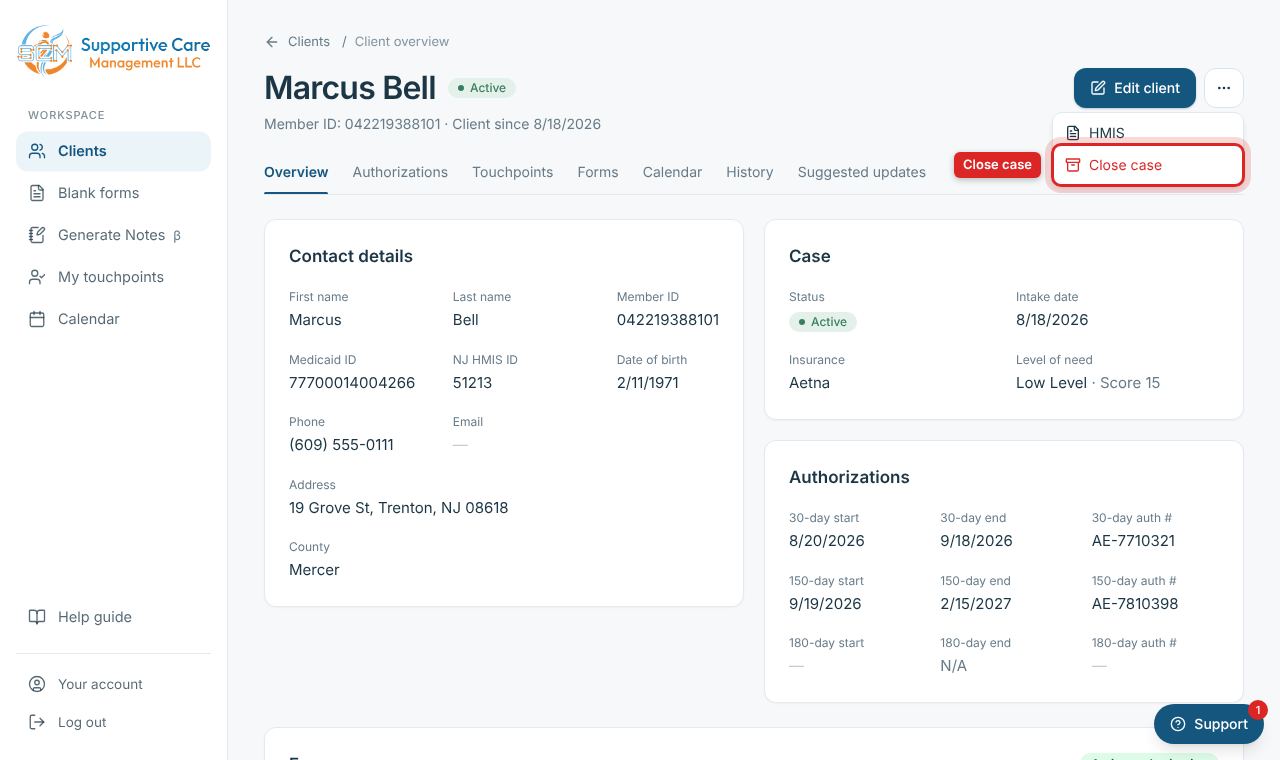 SCM Supportive Care
Management LLC
WORKSPACE
Clients
Blank forms
Generate Notes β
My touchpoints
Calendar
Help guide
Your account
Log out
← Clients / Client overview
Marcus Bell • Active
Member ID: 042219388101 · Client since 8/18/2026
Edit client ···
HMIS
Close case
Close case
Overview Authorizations Touchpoints Forms Calendar History Suggested updates
Contact details
First name Last name Member ID
Marcus Bell 042219388101
Medicaid ID NJ HMIS ID Date of birth
77700014004266 51213 2/11/1971
Phone Email
(609) 555-0111 —
Address
19 Grove St, Trenton, NJ 08618
County
Mercer
Case
Status Intake date
• Active 8/18/2026
Insurance Level of need
Aetna Low Level · Score 15
Authorizations
30-day start 30-day end 30-day auth #
8/20/2026 9/18/2026 AE-7710321
150-day start 150-day end 150-day auth #
9/19/2026 2/15/2027 AE-7810398
180-day start 180-day end 180-day auth #
— N/A —
Support 1